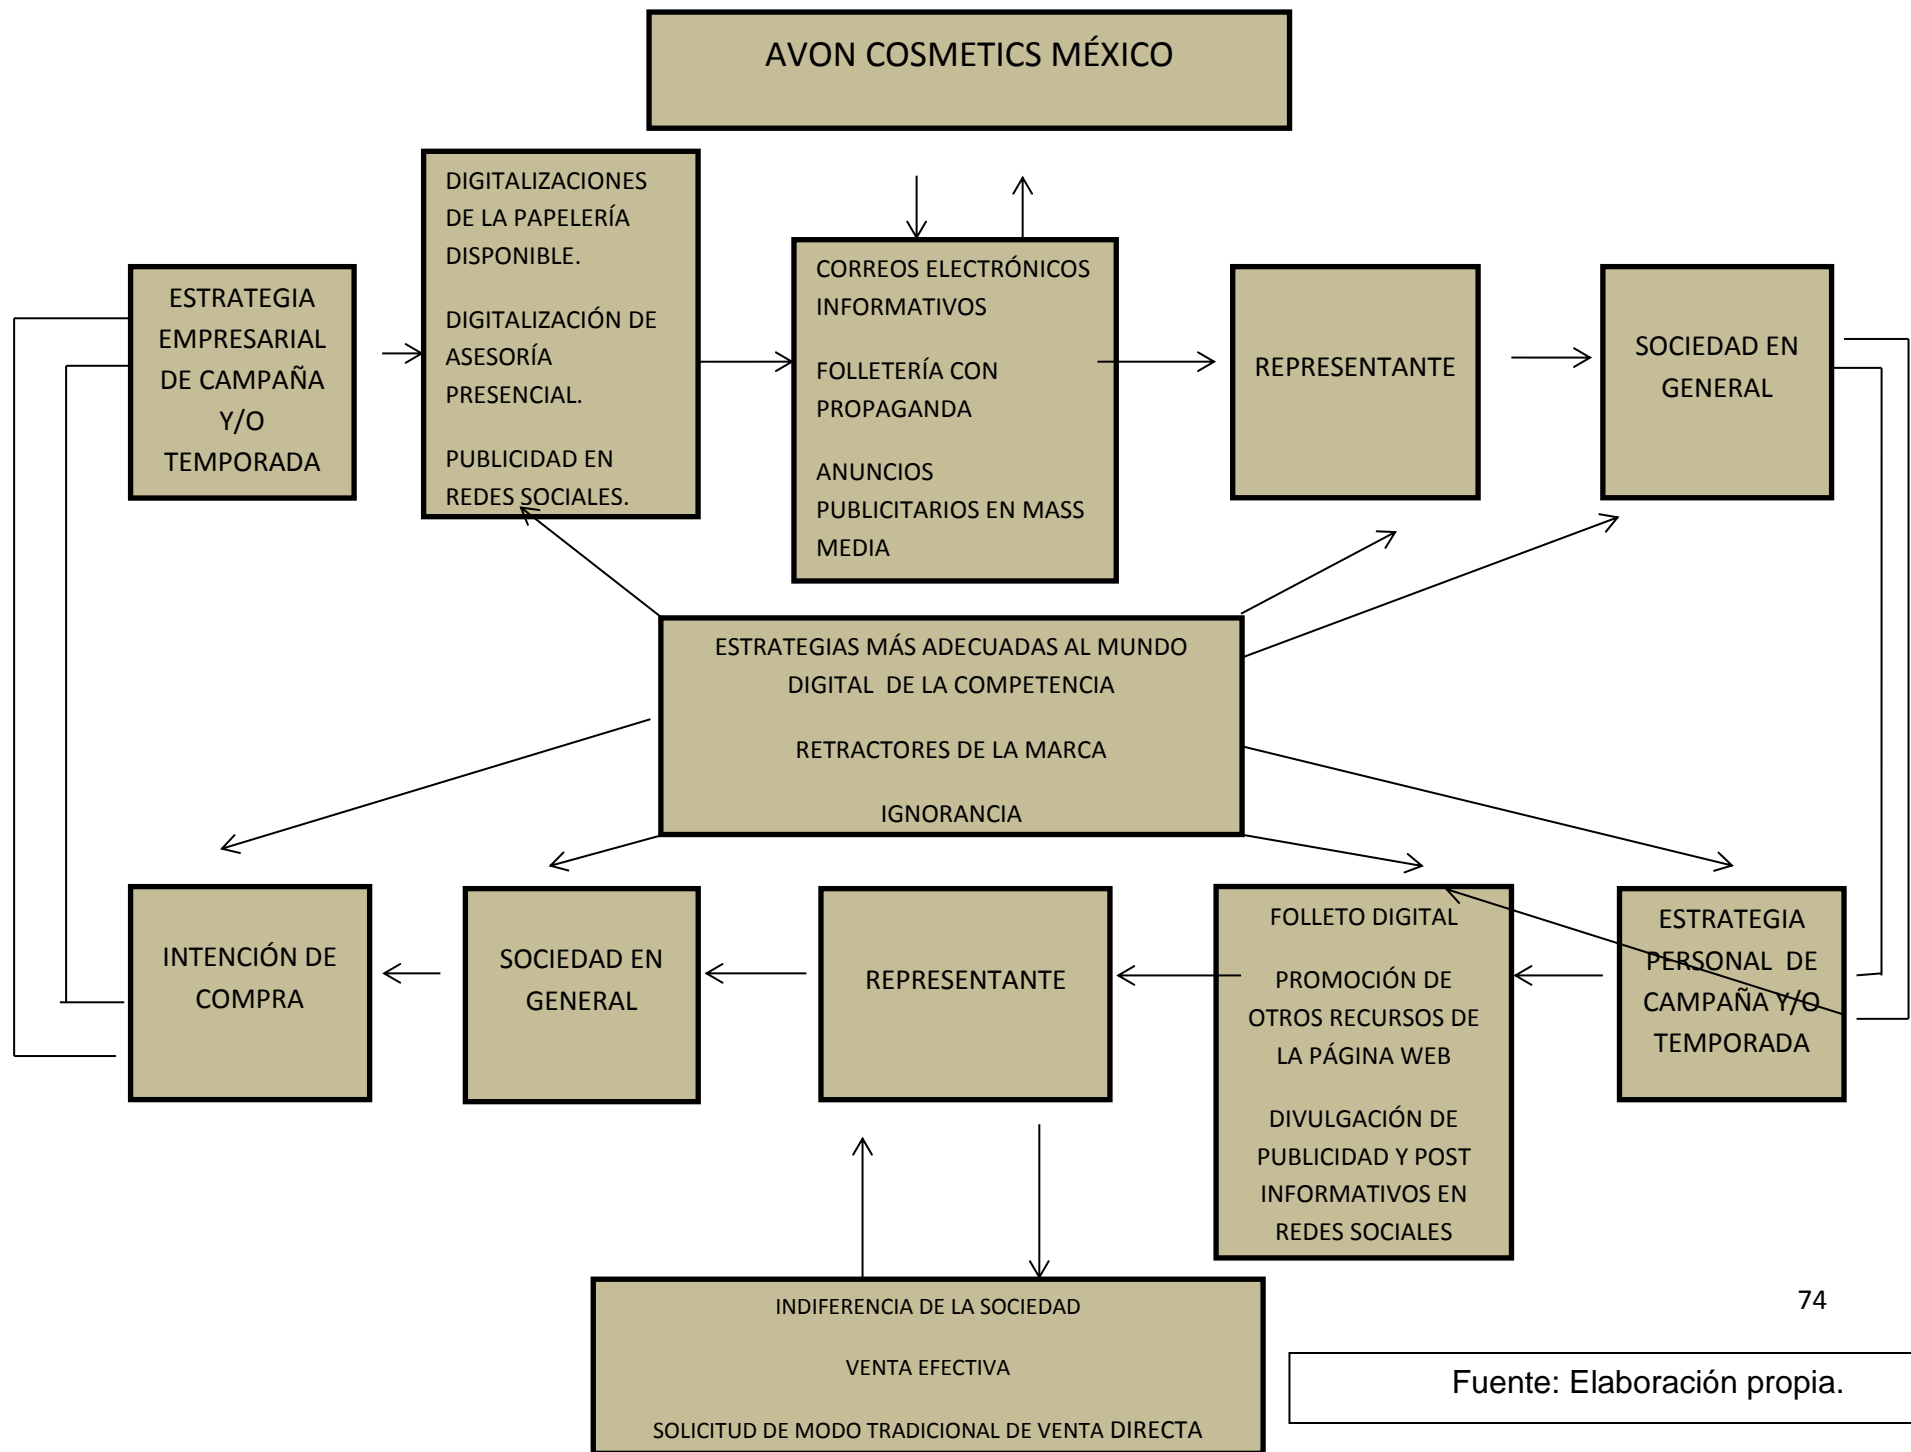 AVON COSMETICS MÉXICO
DIGITALIZACIONES
DE LA PAPELERÍA
DISPONIBLE.
DIGITALIZACIÓN DE
ASESORÍA
PRESENCIAL.
PUBLICIDAD EN
REDES SOCIALES.
ESTRATEGIA
EMPRESARIAL
DE CAMPAÑA
Y/O
TEMPORADA
CORREOS ELECTRÓNICOS
INFORMATIVOS
FOLLETERÍA CON
PROPAGANDA
ANUNCIOS
PUBLICITARIOS EN MASS
MEDIA
REPRESENTANTE
SOCIEDAD EN
GENERAL
ESTRATEGIAS MÁS ADECUADAS AL MUNDO
DIGITAL  DE LA COMPETENCIA
RETRACTORES DE LA MARCA
IGNORANCIA
INTENCIÓN DE
COMPRA
SOCIEDAD EN
GENERAL
REPRESENTANTE
FOLLETO DIGITAL
PROMOCIÓN DE
OTROS RECURSOS DE
LA PÁGINA WEB
DIVULGACIÓN DE
PUBLICIDAD Y POST
INFORMATIVOS EN
REDES SOCIALES
ESTRATEGIA
PERSONAL  DE
CAMPAÑA Y/O
TEMPORADA
INDIFERENCIA DE LA SOCIEDAD
VENTA EFECTIVA
SOLICITUD DE MODO TRADICIONAL DE VENTA DIRECTA
74
Fuente: Elaboración propia.